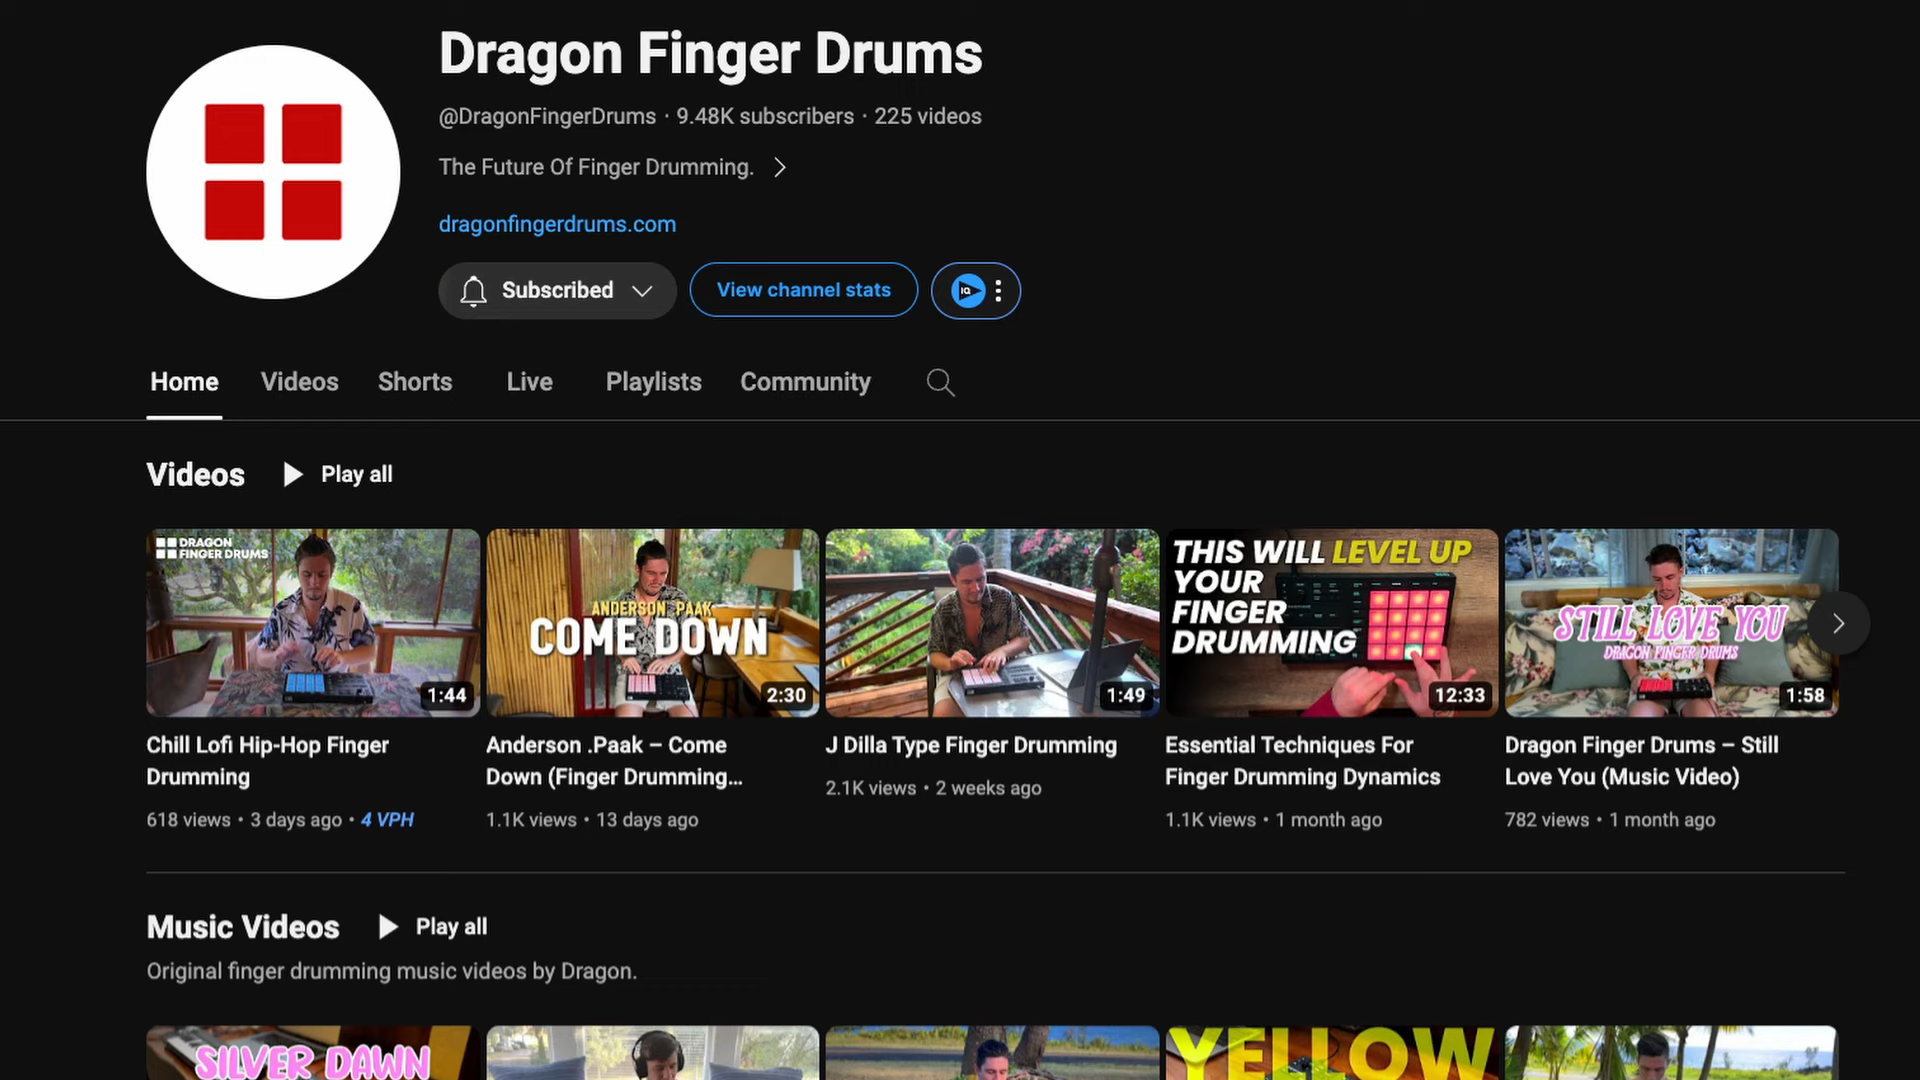 Dragon Finger Drums
@DragonFingerDrums · 9.48K subscribers · 225 videos
The Future Of Finger Drumming.
dragonfingerdrums.com
Subscribed
View channel stats
IQ
Home
Videos
Shorts
Live
Playlists
Community
Videos
Play all
DRAGON
FINGER DRUMS
1:44
ANDERSON .PAAK
COME DOWN
2:30
1:49
THIS WILL LEVEL UP
YOUR
FINGER
DRUMMING
12:33
STILL LOVE YOU
DRAGON FINGER DRUMS
1:58
Chill Lofi Hip-Hop Finger
Drumming
618 views • 3 days ago • 4 VPH
Anderson .Paak – Come
Down (Finger Drumming...
1.1K views • 13 days ago
J Dilla Type Finger Drumming
2.1K views • 2 weeks ago
Essential Techniques For
Finger Drumming Dynamics
1.1K views • 1 month ago
Dragon Finger Drums – Still
Love You (Music Video)
782 views • 1 month ago
Music Videos
Play all
Original finger drumming music videos by Dragon.
SILVER DAWN
YELLOW